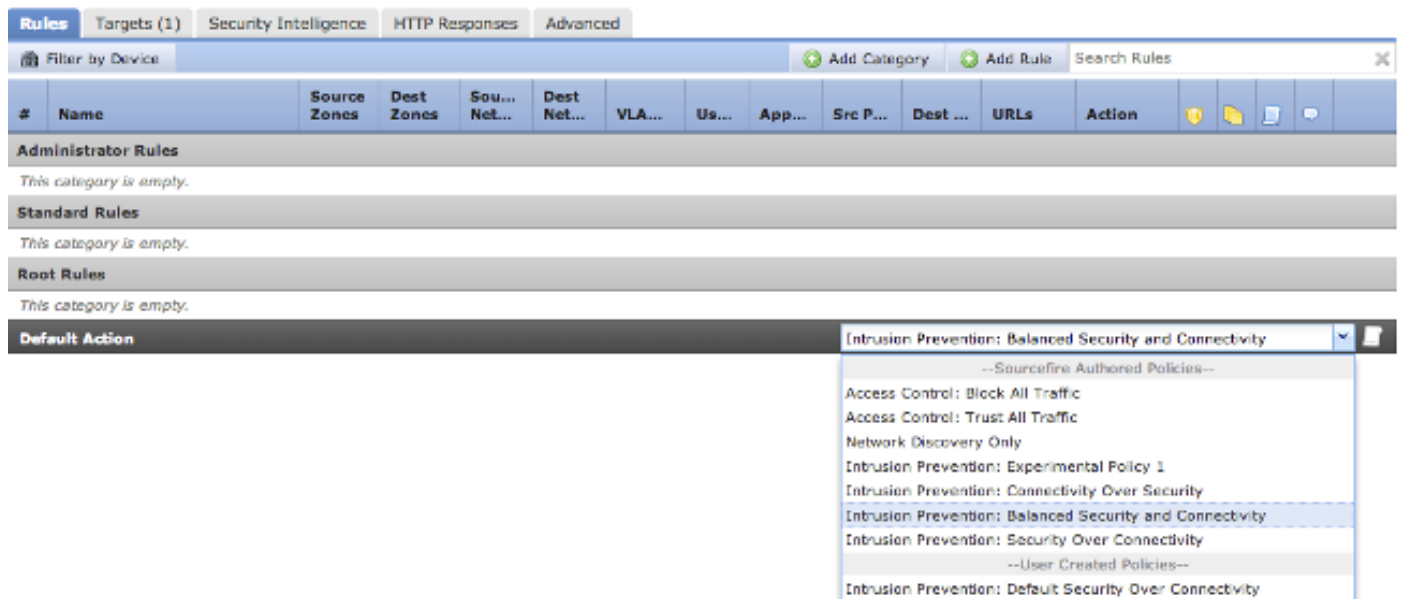 Rules Targets (1) Security Intelligence HTTP Responses Advanced
Filter by Device Add Category Add Rule Search Rules
# Name Source Zones Dest Zones Sou... Net... Dest Net... VLA... Us... App... Src P... Dest ... URLs Action
Administrator Rules
This category is empty.
Standard Rules
This category is empty.
Root Rules
This category is empty.
Default Action Intrusion Prevention: Balanced Security and Connectivity
--Sourcefire Authored Policies--
Access Control: Block All Traffic
Access Control: Trust All Traffic
Network Discovery Only
Intrusion Prevention: Experimental Policy 1
Intrusion Prevention: Connectivity Over Security
Intrusion Prevention: Balanced Security and Connectivity
Intrusion Prevention: Security Over Connectivity
--User Created Policies--
Intrusion Prevention: Default Security Over Connectivity